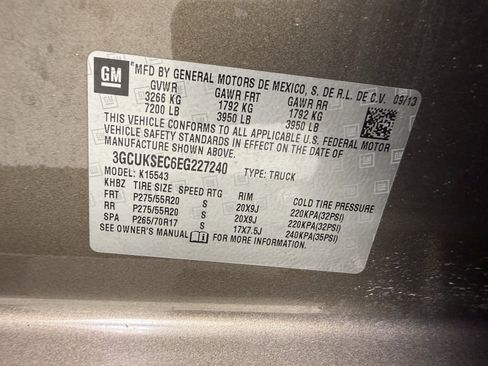 GM MFD BY GENERAL MOTORS DE MEXICO, S. DE R.L. DE C.V. 09/13
GVWR GAWR FRT GAWR RR
3266 KG 1792 KG 1792 KG
7200 LB 3950 LB 3950 LB
THIS VEHICLE CONFORMS TO ALL APPLICABLE U.S. FEDERAL MOTOR
VEHICLE SAFETY STANDARDS IN EFFECT ON THE DATE OF
MANUFACTURE SHOWN ABOVE.
3GCUKSEC6EG227240 TYPE: TRUCK
MODEL: K15543
KHBZ TIRE SIZE SPEED RTG RIM COLD TIRE PRESSURE
FRT P275/55R20 S 20X9J 220KPA(32PSI)
RR P275/55R20 S 20X9J 220KPA(32PSI)
SPA P265/70R17 S 17X7.5J 240KPA(35PSI)
SEE OWNER'S MANUAL FOR MORE INFORMATION